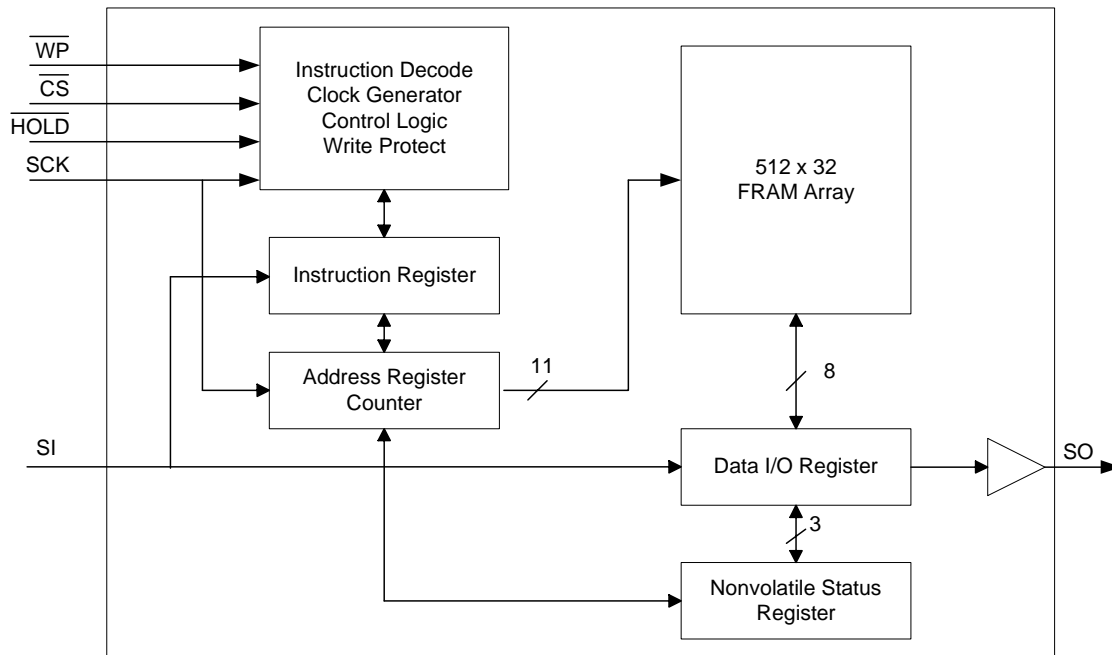 WP
CS
HOLD
SCK
Instruction Decode
Clock Generator
Control Logic
Write Protect
512 x 32
FRAM Array
Instruction Register
Address Register
Counter
11
8
SI
Data I/O Register
SO
3
Nonvolatile Status
Register